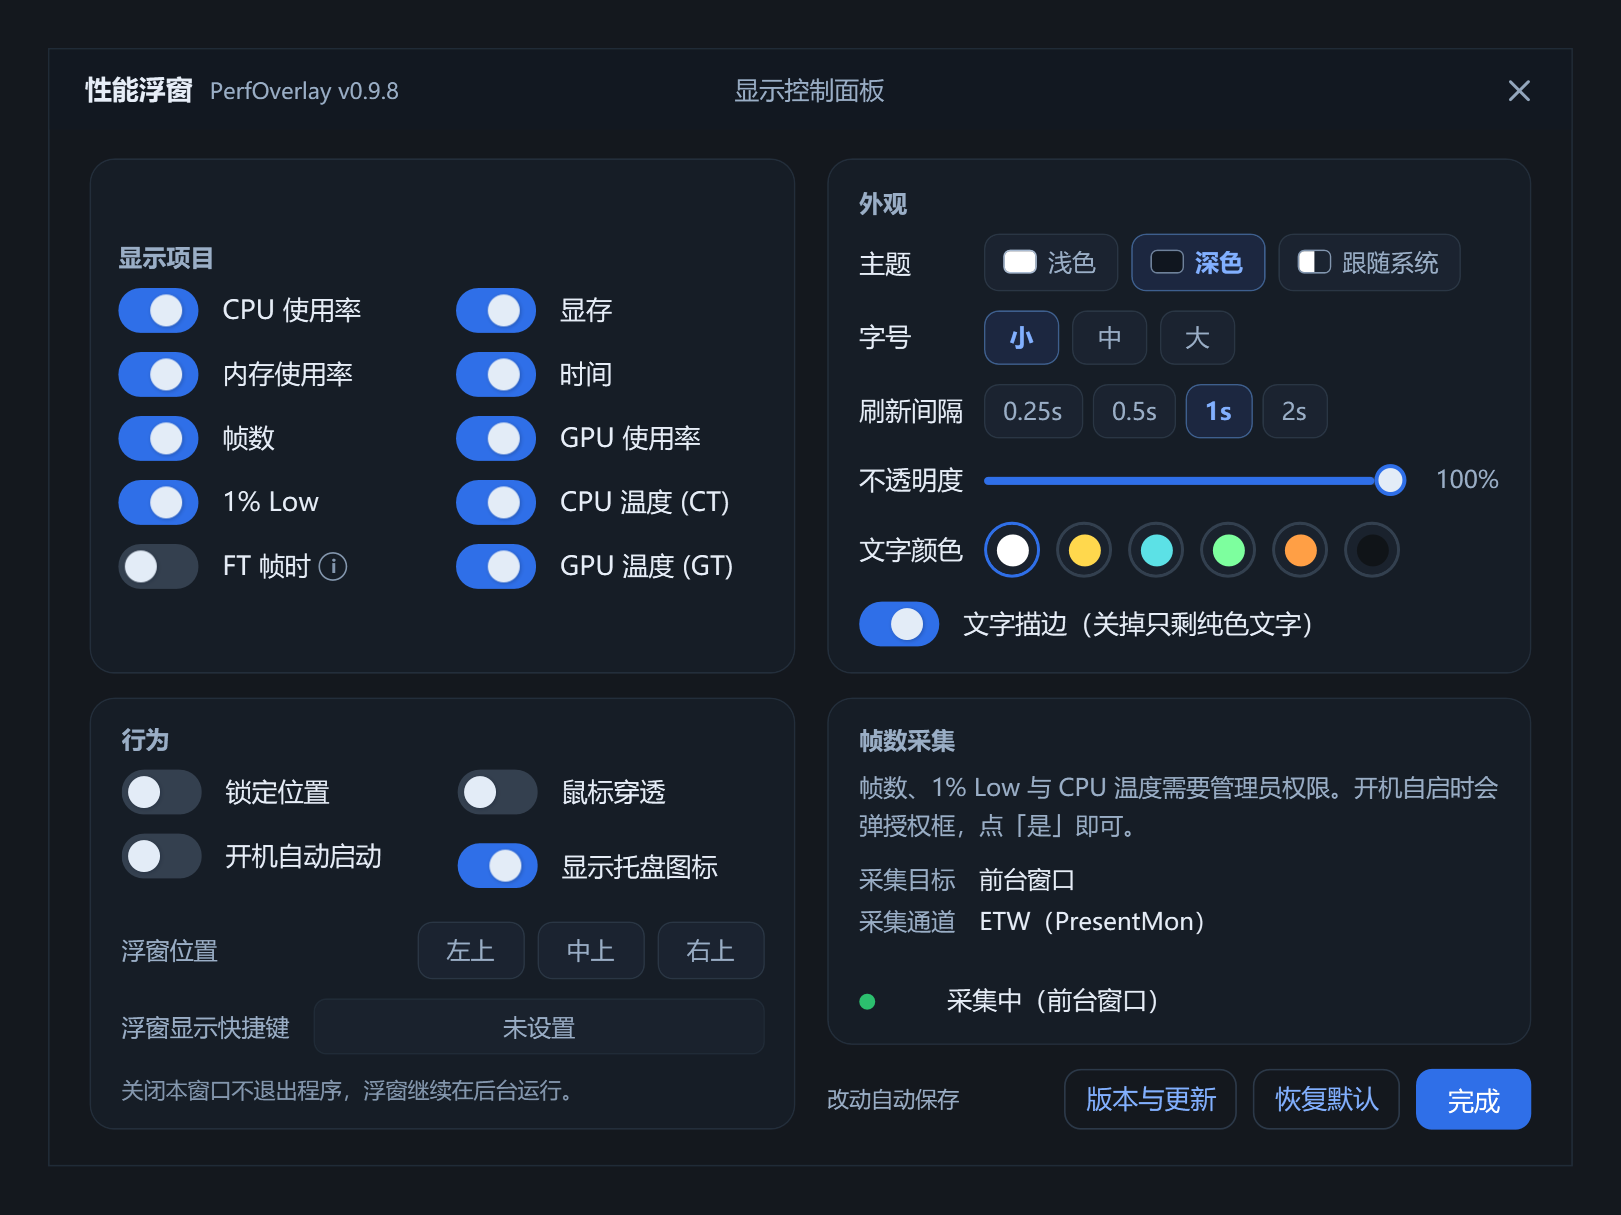 性能浮窗 PerfOverlay v0.9.8
显示控制面板
显示项目
CPU 使用率
显存
内存使用率
时间
帧数
GPU 使用率
1% Low
CPU 温度 (CT)
FT 帧时
GPU 温度 (GT)
外观
主题 浅色 深色 跟随系统
字号 小 中 大
刷新间隔 0.25s 0.5s 1s 2s
不透明度 100%
文字颜色
文字描边（关掉只剩纯色文字）
行为
锁定位置
鼠标穿透
开机自动启动
显示托盘图标
浮窗位置 左上 中上 右上
浮窗显示快捷键 未设置
关闭本窗口不退出程序，浮窗继续在后台运行。
帧数采集
帧数、1% Low 与 CPU 温度需要管理员权限。开机自启时会
弹授权框，点「是」即可。
采集目标 前台窗口
采集通道 ETW（PresentMon）
采集中（前台窗口）
改动自动保存 版本与更新 恢复默认 完成